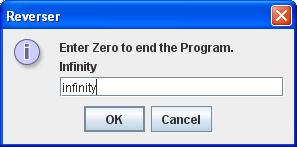 Reverser
Enter Zero to end the Program.
Infinity
infinity
OK Cancel